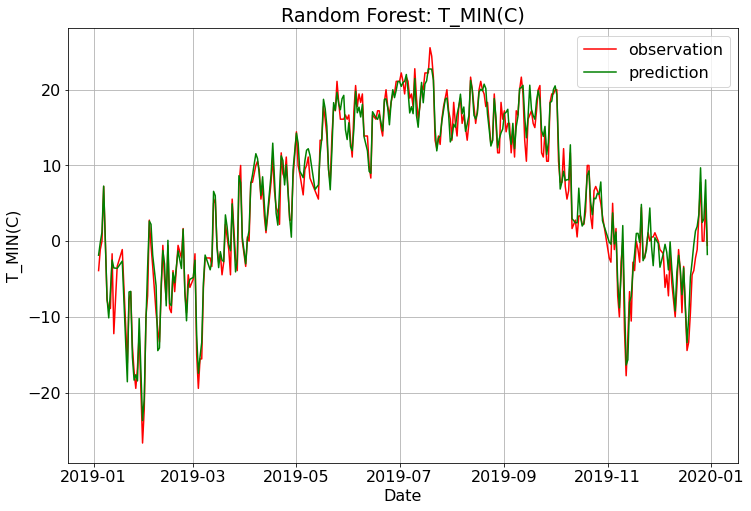 Random Forest: T_MIN(C)
observation
prediction
T_MIN(C)
20
10
0
−10
−20
2019-01 2019-03 2019-05 2019-07 2019-09 2019-11 2020-01
Date